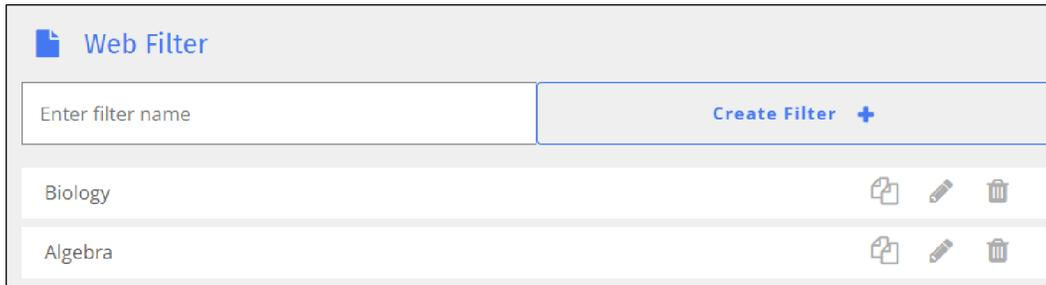 Web Filter
Enter filter name
Create Filter
Biology
Algebra